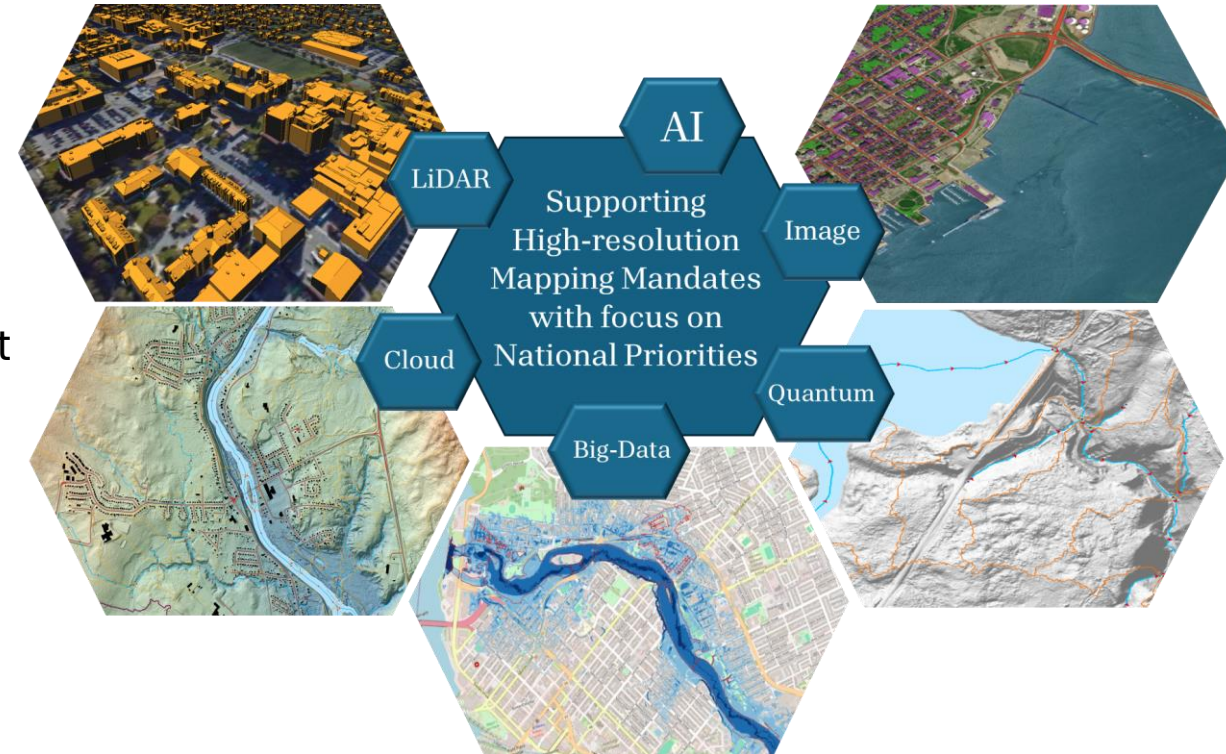 AI
LiDAR
Supporting
High-resolution
Mapping Mandates
with focus on
National Priorities
Image
Cloud
Quantum
Big-Data
t